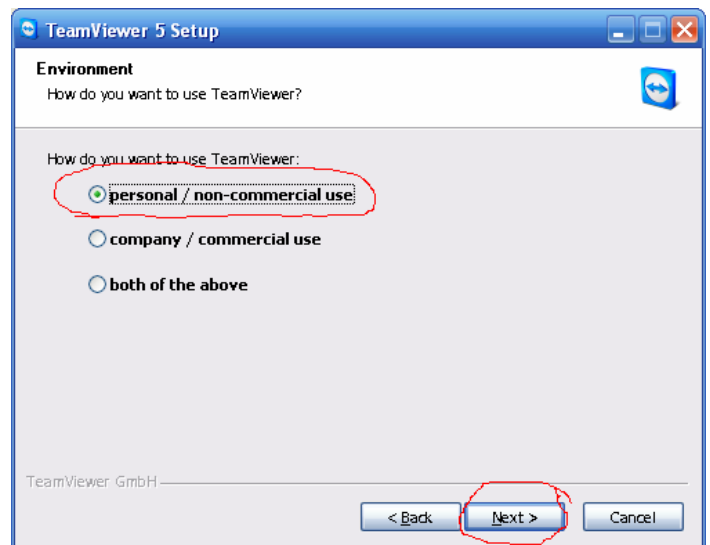 TeamViewer 5 Setup
Environment
How do you want to use TeamViewer?
How do you want to use TeamViewer:
personal / non-commercial use
company / commercial use
both of the above
TeamViewer GmbH
< Back Next > Cancel